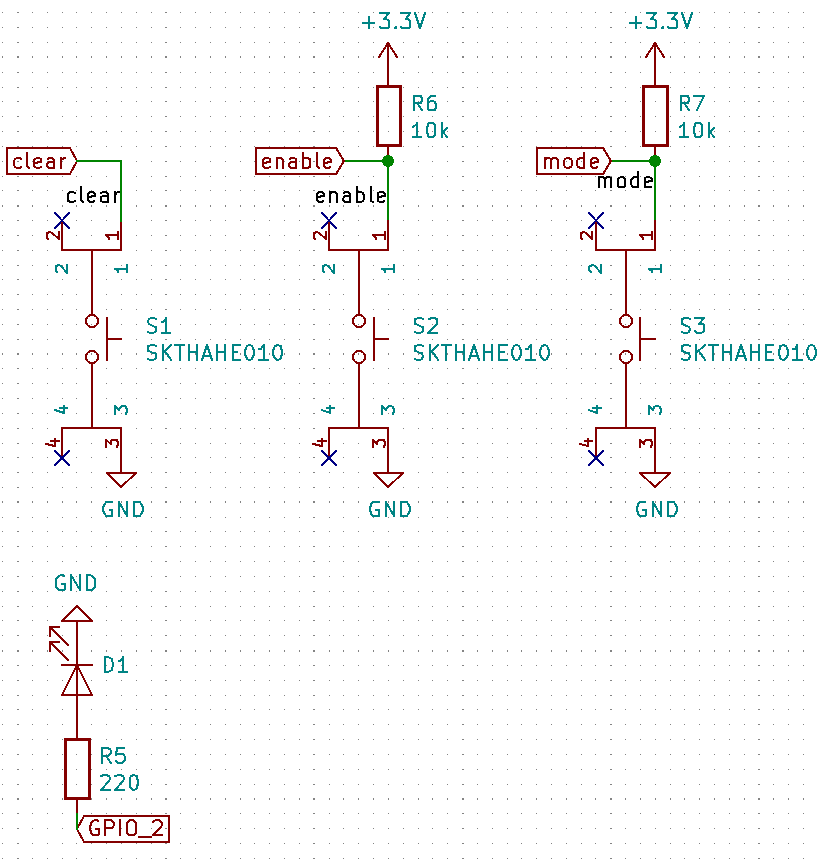 +3.3V
+3.3V
R6
10k
R7
10k
clear
enable
mode
clear
enable
mode
2 1
2 1
2 1
2 1
2 1
2 1
S1
SKTHAHE010
S2
SKTHAHE010
S3
SKTHAHE010
4 3
4 3
4 3
4 3
4 3
4 3
GND
GND
GND
GND
D1
R5
220
GPIO_2